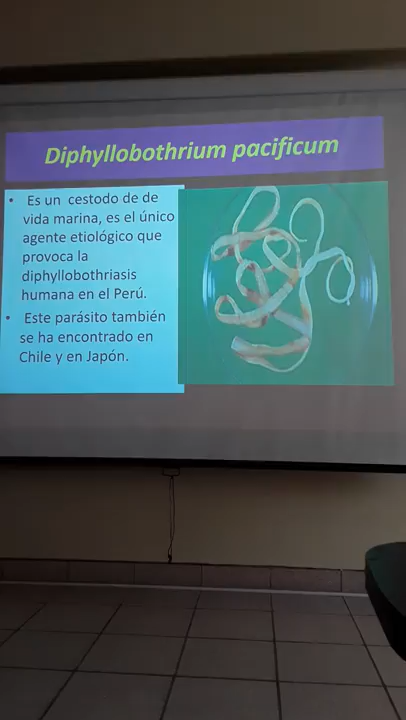 Diphyllobothrium pacificum
• Es un cestodo de de
vida marina, es el único
agente etiológico que
provoca la
diphyllobothriasis
humana en el Perú.
• Este parásito también
se ha encontrado en
Chile y en Japón.